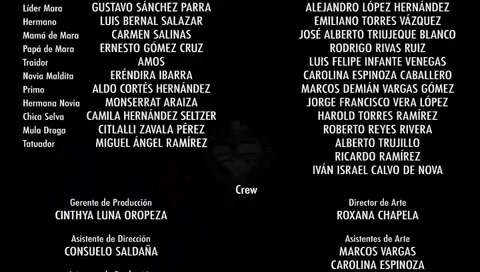 Líder Mara GUSTAVO SÁNCHEZ PARRA
Hermano LUIS BERNAL SALAZAR
Mamá de Mara CARMEN SALINAS
Papá de Mara ERNESTO GÓMEZ CRUZ
Traidor AMOS
Novia Maldita ERÉNDIRA IBARRA
Primo ALDO CORTÉS HERNÁNDEZ
Hermana Novia MONSERRAT ARAIZA
Chica Selva CAMILA HERNÁNDEZ SELTZER
Mula Droga CITLALLI ZAVALA PÉREZ
Tatuador MIGUEL ÁNGEL RAMÍREZ
ALEJANDRO LÓPEZ HERNÁNDEZ
EMILIANO TORRES VÁZQUEZ
JOSÉ ALBERTO TRIUJEQUE BLANCO
RODRIGO RIVAS RUIZ
LUIS FELIPE INFANTE VENEGAS
CAROLINA ESPINOZA CABALLERO
MARCOS DEMIÁN VARGAS GÓMEZ
JORGE FRANCISCO VERA LÓPEZ
HAROLD TORRES RAMÍREZ
ROBERTO REYES RIVERA
ALBERTO TRUJILLO
RICARDO RAMÍREZ
IVÁN ISRAEL CALVO DE NOVA
Crew
Gerente de Producción
CINTHYA LUNA OROPEZA
Director de Arte
ROXANA CHAPELA
Asistente de Dirección
CONSUELO SALDAÑA
Asistentes de Arte
MARCOS VARGAS
CAROLINA ESPINOZA